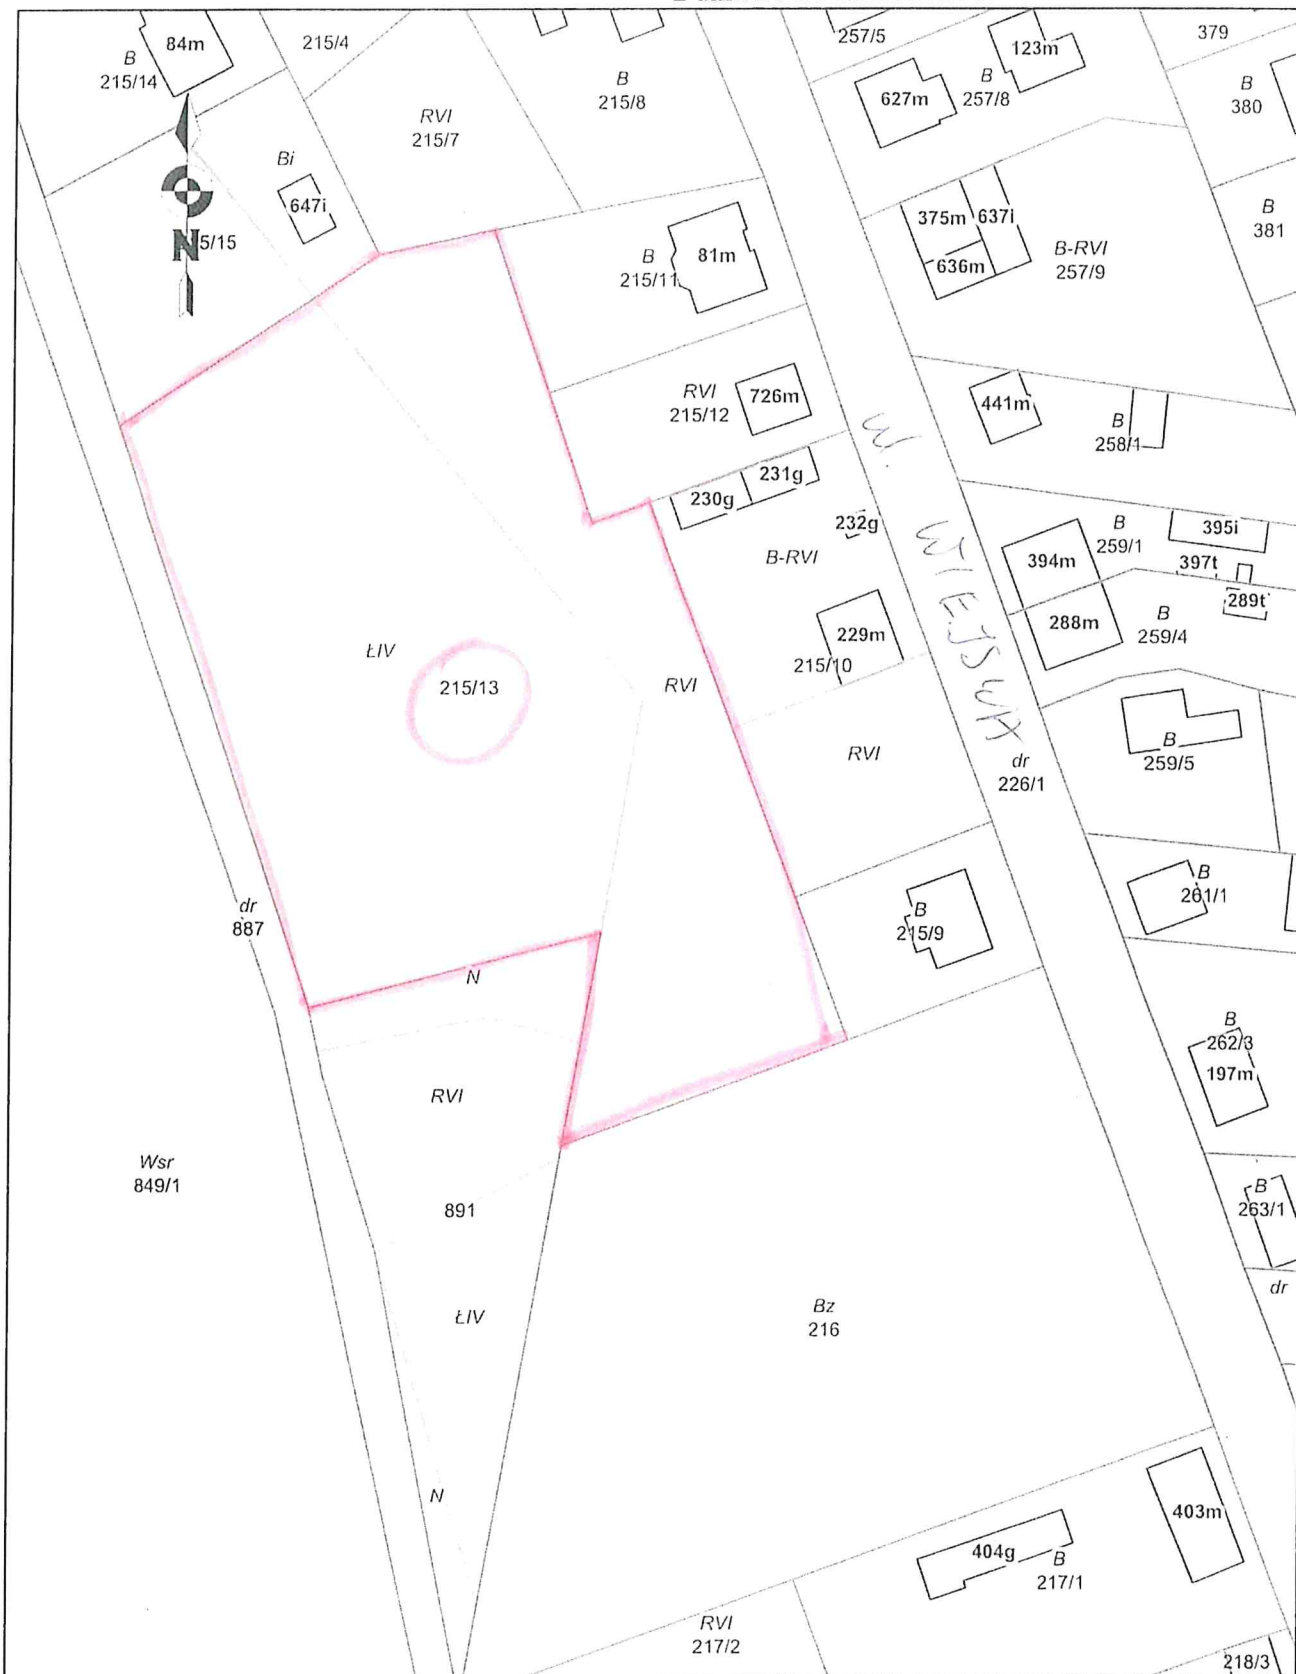 84m
B
215/14
215/4
RVI
215/7
B
215/8
257/5
627m
B
257/8
123m
379
B
380
Bi
647i
N
5/15
B
215/11
81m
375m
637i
636m
B-RVI
257/9
B
381
RVI
215/12
726m
441m
B
258/1
230g
231g
232g
B-RVI
229m
215/10
394m
B
259/1
395i
397t
289t
288m
B
259/4
ul. WIEJSKA
ŁIV
215/13
RVI
RVI
dr
226/1
B
259/5
B
261/1
B
215/9
dr
887
N
B
262/3
197m
RVI
Wsr
849/1
891
B
263/1
dr
ŁIV
Bz
216
N
403m
404g
B
217/1
RVI
217/2
218/3